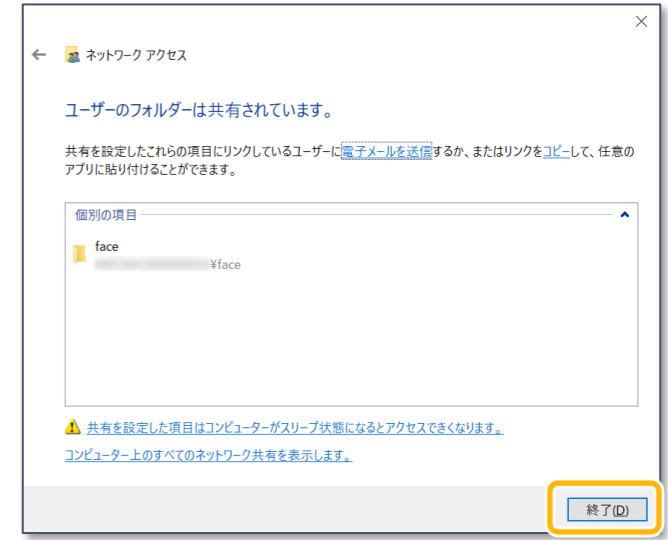 ネットワーク アクセス
ユーザーのフォルダーは共有されています。
共有を設定したこれらの項目にリンクしているユーザーに電子メールを送信するか、またはリンクをコピーして、任意の
アプリに貼り付けることができます。
個別の項目
face
¥face
共有を設定した項目はコンピューターがスリープ状態になるとアクセスできくなります。
コンピューター上のすべてのネットワーク共有を表示します。
終了(D)